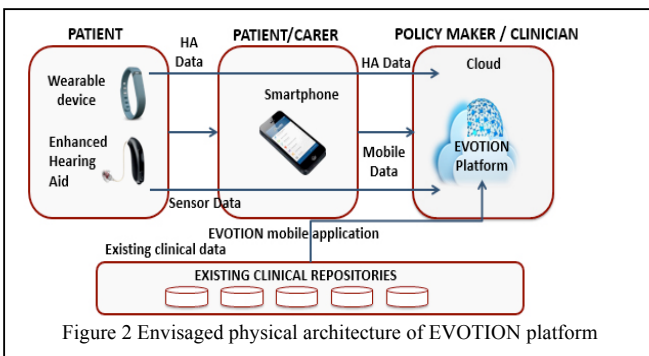 PATIENT
PATIENT/CARER
POLICY MAKER / CLINICIAN
HA
Data
HA Data
Cloud
Wearable
device
Smartphone
Enhanced
Hearing
Aid
EVOTION
Platform
Mobile
Data
Sensor Data
EVOTION mobile application
Existing clinical data
EXISTING CLINICAL REPOSITORIES
Figure 2 Envisaged physical architecture of EVOTION platform